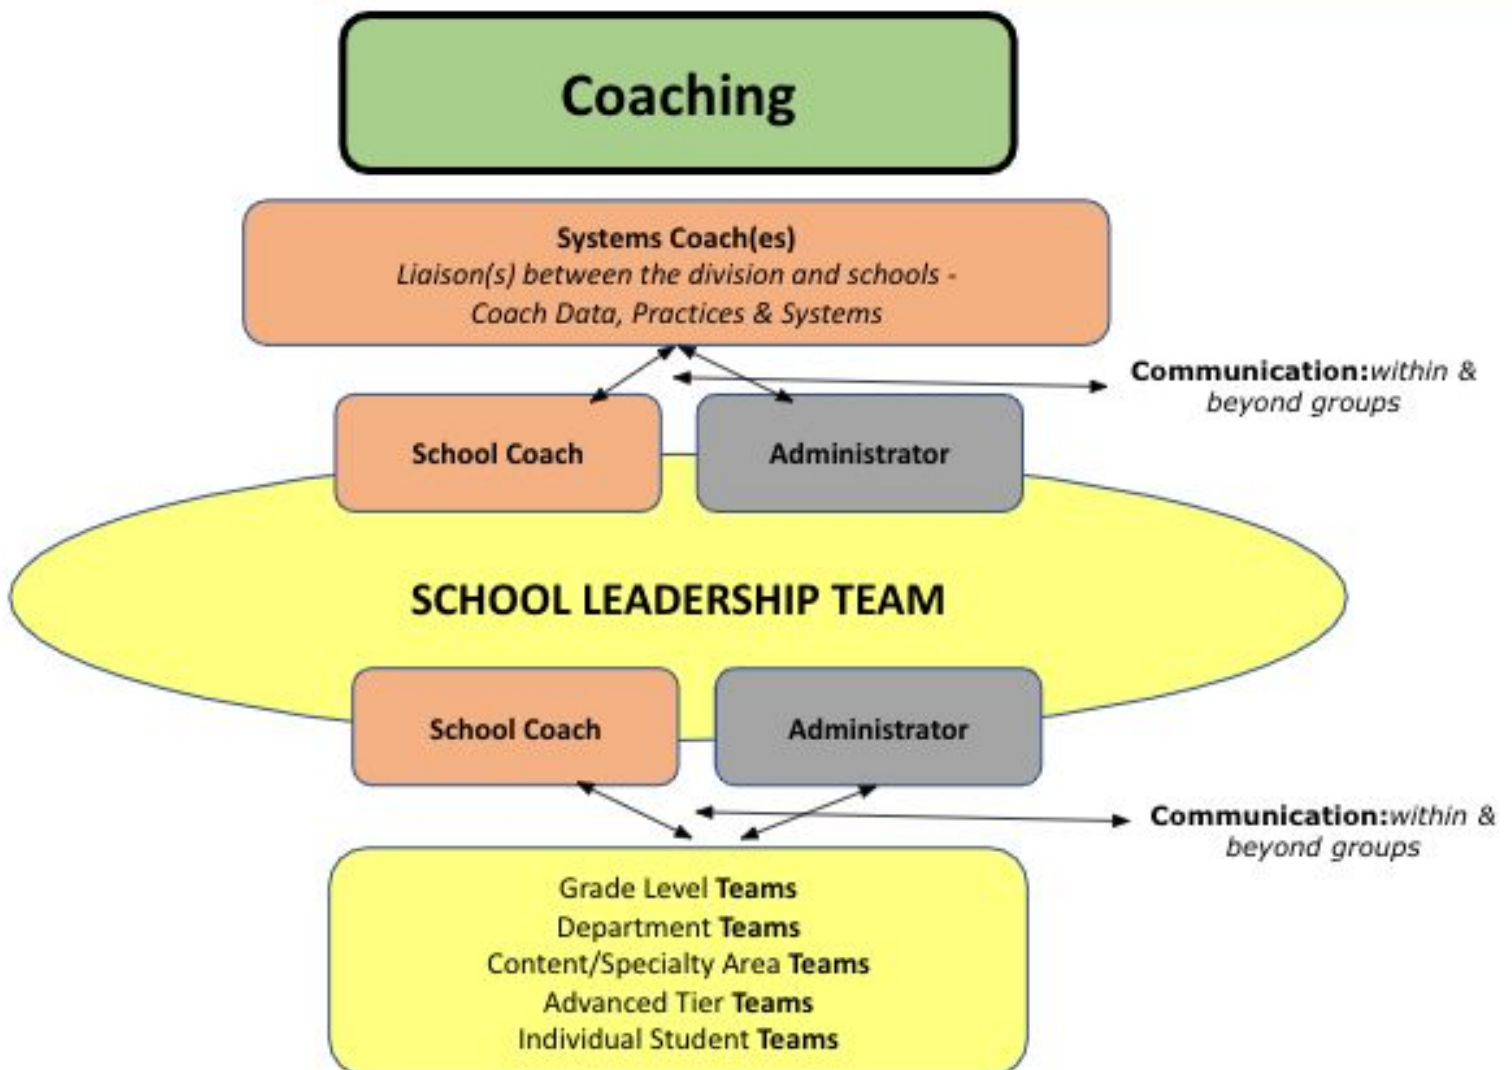 Coaching
Systems Coach(es)
Liaison(s) between the division and schools -
Coach Data, Practices & Systems
Communication:within &
beyond groups
School Coach
Administrator
SCHOOL LEADERSHIP TEAM
School Coach
Administrator
Communication:within &
beyond groups
Grade Level Teams
Department Teams
Content/Specialty Area Teams
Advanced Tier Teams
Individual Student Teams